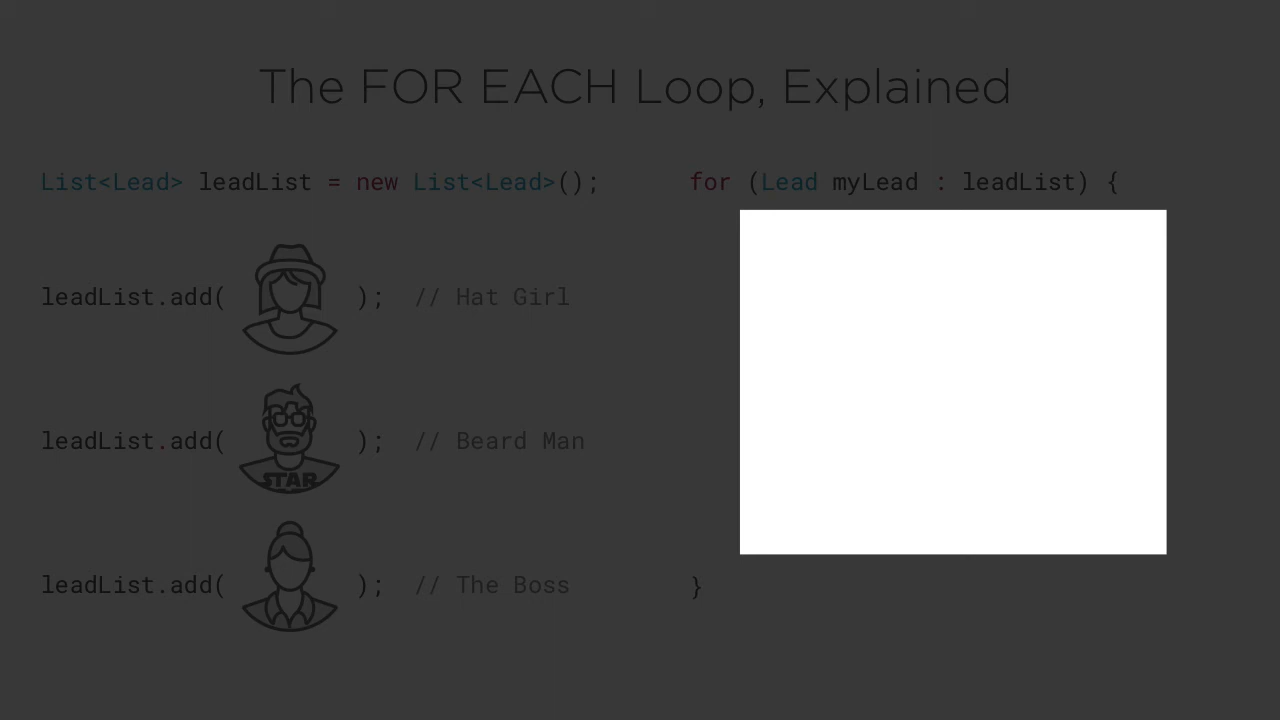 The FOR EACH Loop, Explained
List<Lead> leadList = new List<Lead>();
leadList.add( ); // Hat Girl
leadList.add( ); // Beard Man
STAR
leadList.add( ); // The Boss
for (Lead myLead : leadList) {
}